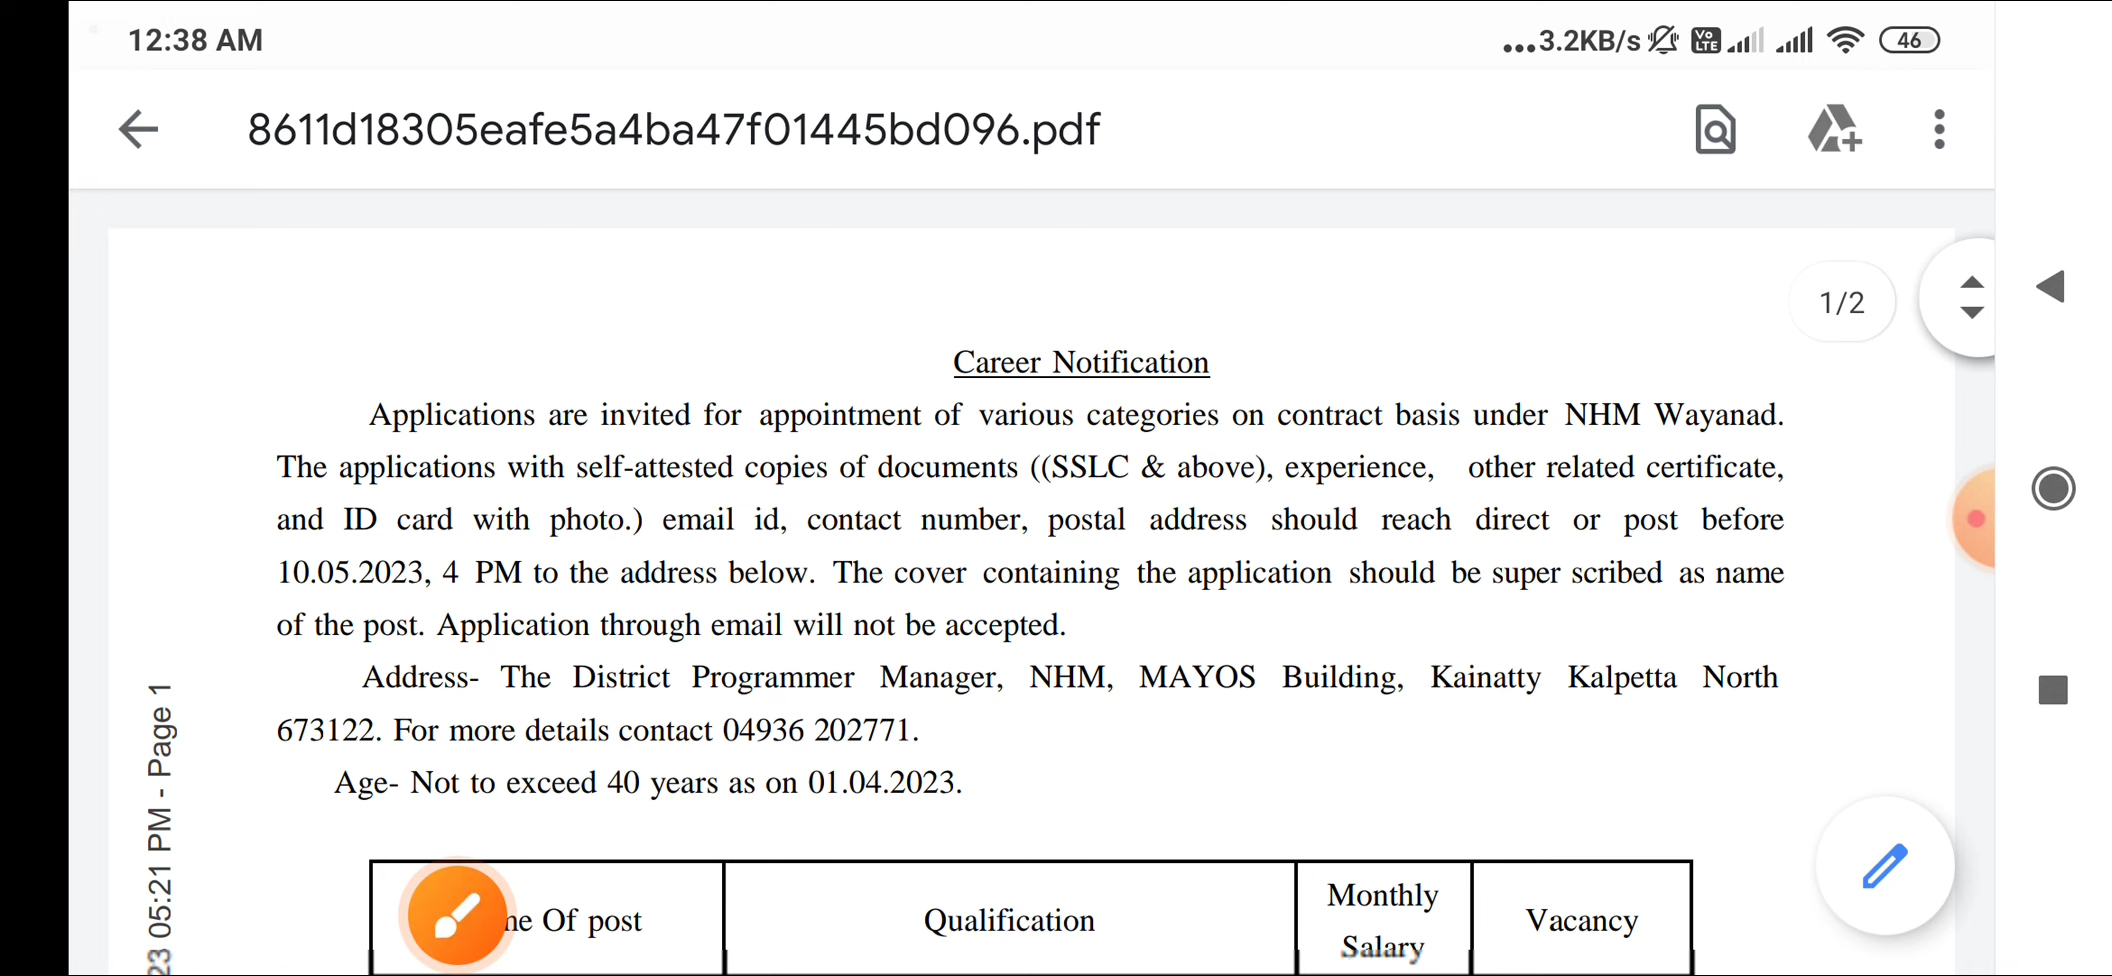 12:38 AM
...3.2KB/s Vo LTE 46
8611d18305eafe5a4ba47f01445bd096.pdf
1/2
Career Notification
Applications are invited for appointment of various categories on contract basis under NHM Wayanad.
The applications with self-attested copies of documents ((SSLC & above), experience, other related certificate,
and ID card with photo.) email id, contact number, postal address should reach direct or post before
10.05.2023, 4 PM to the address below. The cover containing the application should be super scribed as name
of the post. Application through email will not be accepted.
Address- The District Programmer Manager, NHM, MAYOS Building, Kainatty Kalpetta North
673122. For more details contact 04936 202771.
Age- Not to exceed 40 years as on 01.04.2023.
23 05:21 PM - Page 1
Of post
Qualification
Monthly
Salary
Vacancy